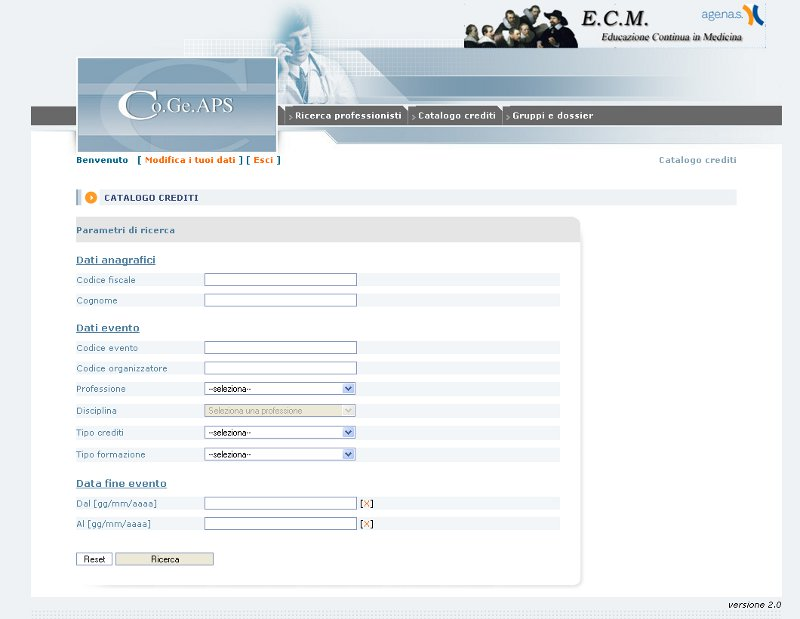 agenas.
E.C.M.
Educazione Continua in Medicina
Co.Ge.APS
Ricerca professionisti
Catalogo crediti
Gruppi e dossier
Benvenuto [ Modifica i tuoi dati ] [ Esci ]
Catalogo crediti
CATALOGO CREDITI
Parametri di ricerca
Dati anagrafici
Codice fiscale
Cognome
Dati evento
Codice evento
Codice organizzatore
Professione --seleziona--
Disciplina Seleziona una professione
Tipo crediti --seleziona--
Tipo formazione --seleziona--
Data fine evento
Dal [gg/mm/aaaa] [X]
Al [gg/mm/aaaa] [X]
Reset Ricerca
versione 2.0